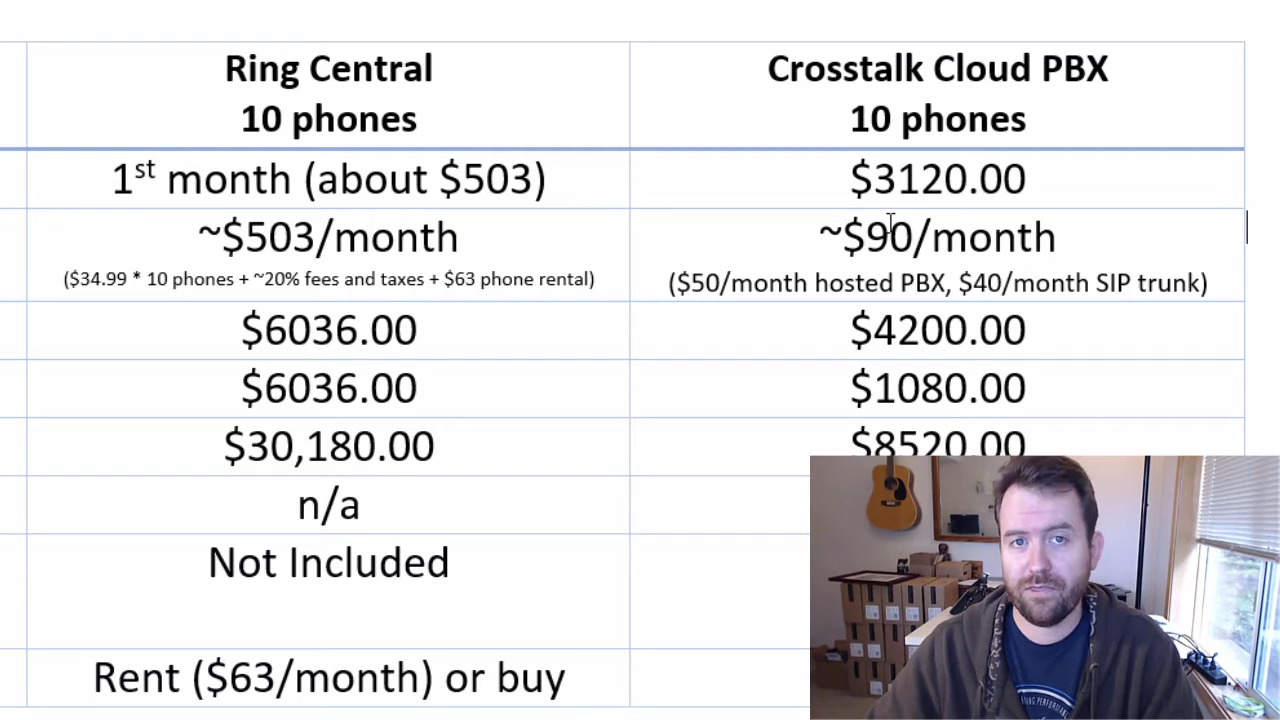 Ring Central
10 phones
Crosstalk Cloud PBX
10 phones
1st month (about $503)
$3120.00
~$503/month
($34.99 * 10 phones + ~20% fees and taxes + $63 phone rental)
~$90/month
($50/month hosted PBX, $40/month SIP trunk)
$6036.00
$4200.00
$6036.00
$1080.00
$30,180.00
$8520.00
n/a
Not Included
Rent ($63/month) or buy